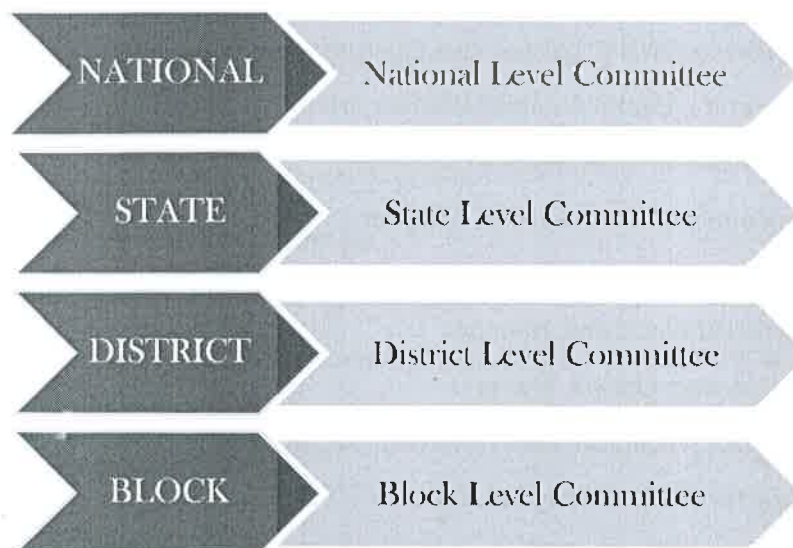 NATIONAL National Level Committee
STATE State Level Committee
DISTRICT District Level Committee
BLOCK Block Level Committee